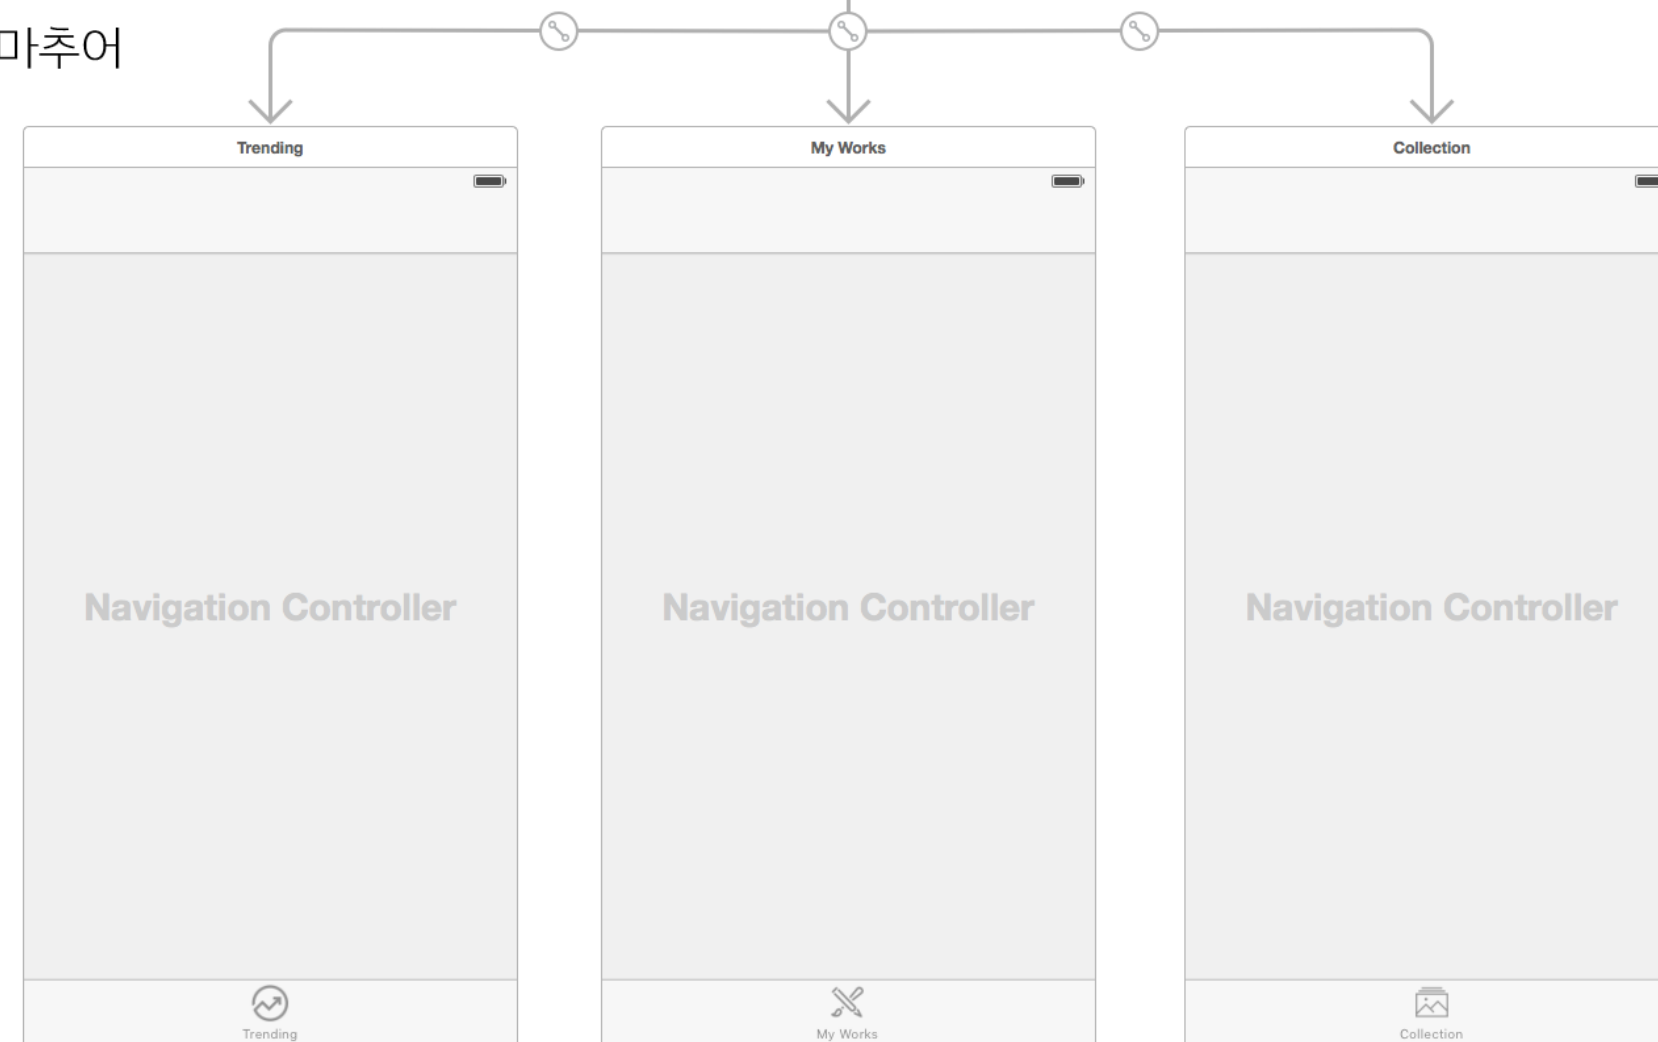 마추어
Trending
My Works
Collection
Navigation Controller
Navigation Controller
Navigation Controller
Trending
My Works
Collection